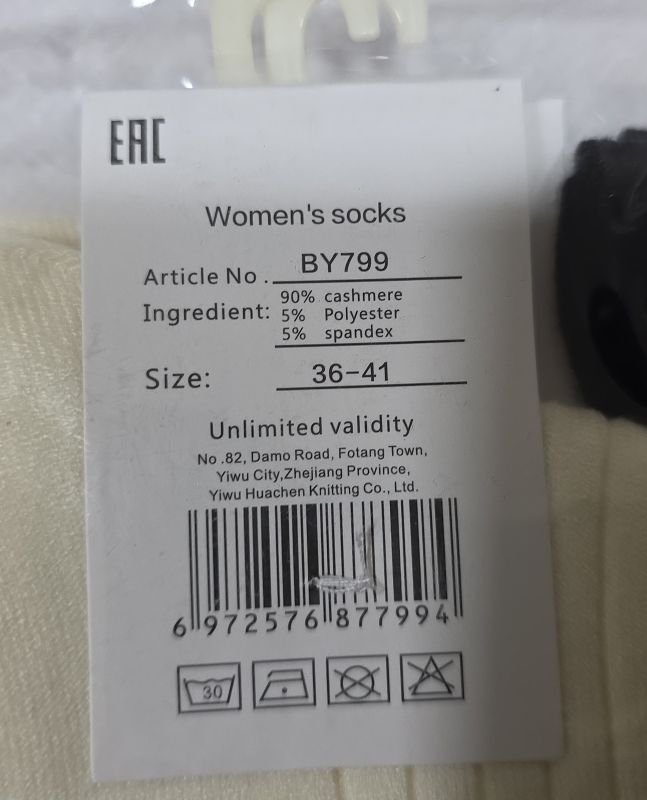 EAC
Women's socks
Article No . BY799
Ingredient: 90% cashmere
5% Polyester
5% spandex
Size: 36-41
Unlimited validity
No .82, Damo Road, Fotang Town,
Yiwu City,Zhejiang Province,
Yiwu Huachen Knitting Co., Ltd.
6 972576 877994
30